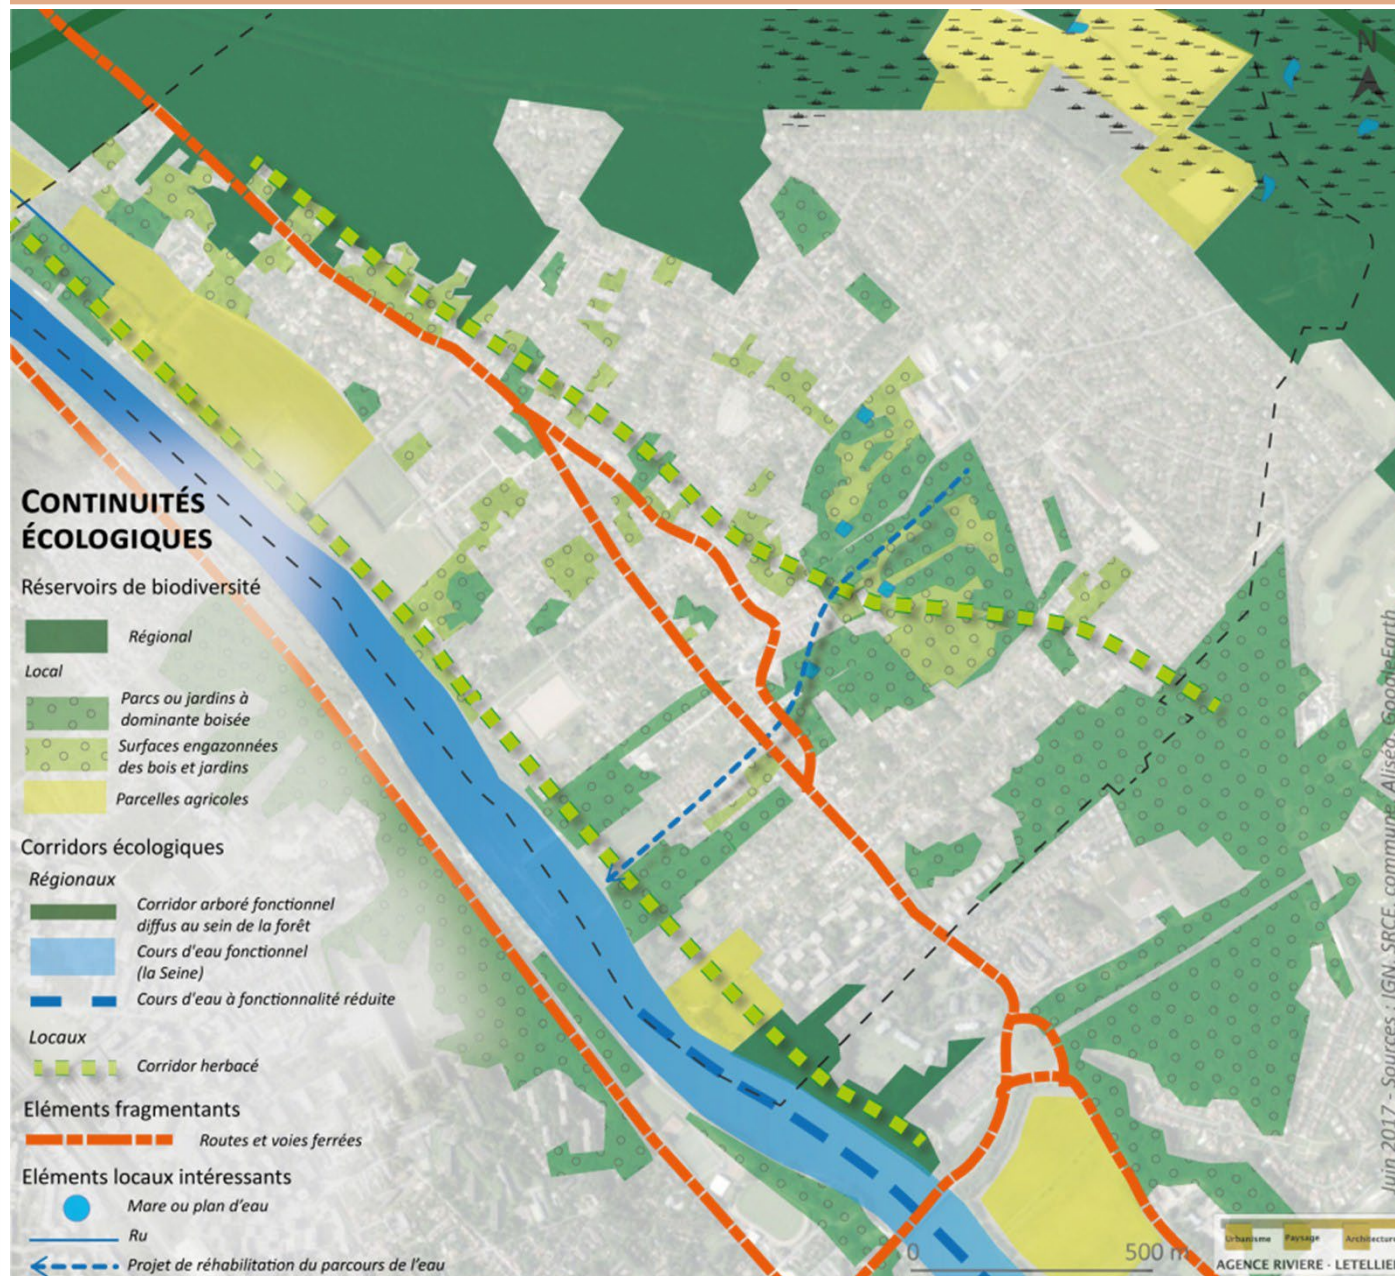 N
CONTINUITÉS
ÉCOLOGIQUES
Réservoirs de biodiversité
Régional
Local
Parcs ou jardins à
dominante boisée
Surfaces engazonnées
des bois et jardins
Parcelles agricoles
Corridors écologiques
Régionaux
Corridor arboré fonctionnel
diffus au sein de la forêt
Cours d'eau fonctionnel
(la Seine)
Cours d'eau à fonctionnalité réduite
Locaux
Corridor herbacé
Eléments fragmentants
Routes et voies ferrées
Eléments locaux intéressants
Mare ou plan d'eau
Ru
Projet de réhabilitation du parcours de l'eau
0 500 m
Juin 2017 - Sources, IGN, SRCE, commune, Aliséa, GoogleEarth
Urbanisme Paysage Architecture
AGENCE RIVIERE - LETELLIER